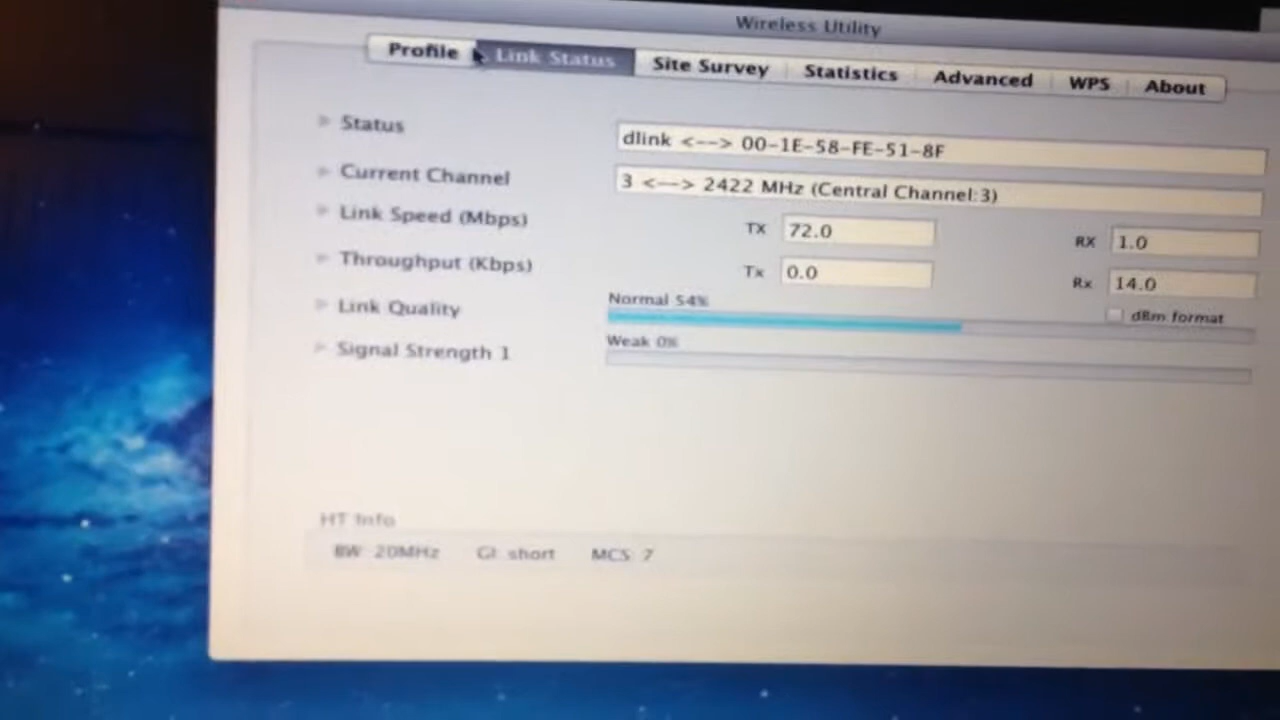 Wireless Utility
Profile Link Status Site Survey Statistics Advanced WPS About
Status dlink <--> 00-1E-58-FE-51-8F
Current Channel 3 <--> 2422 MHz (Central Channel:3)
Link Speed (Mbps) TX 72.0 RX 1.0
Throughput (Kbps) Tx 0.0 Rx 14.0
Link Quality Normal 54% dBm format
Signal Strength 1 Weak 0%
HT Info
BW: 20MHz GI: short MCS: 7